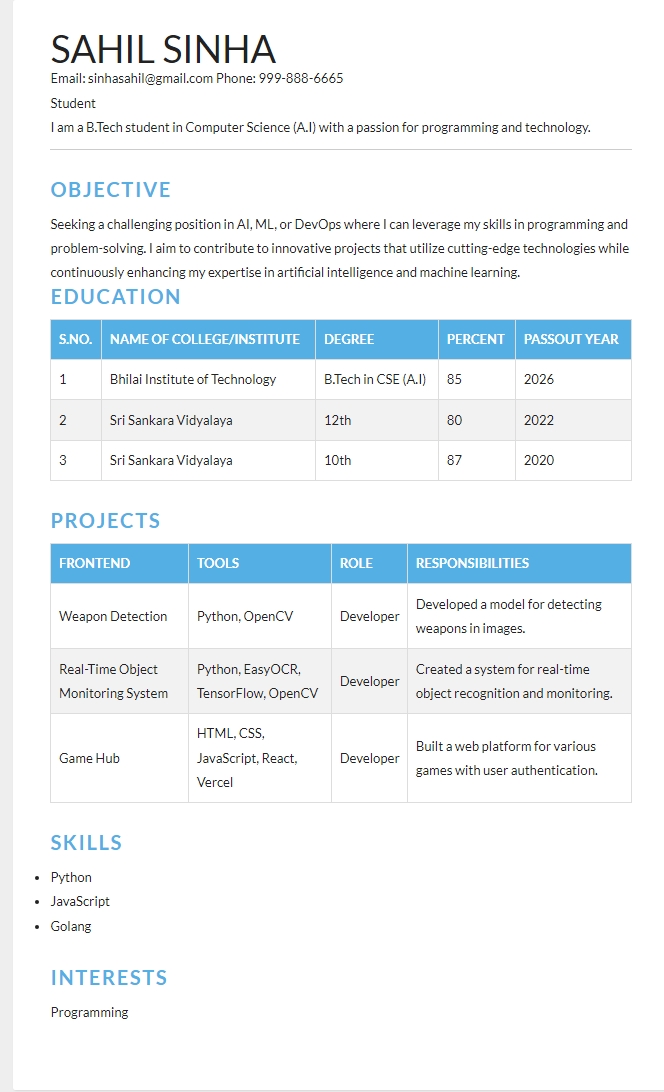 SAHIL SINHA
Email: sinhasahil@gmail.com Phone: 999-888-6665
Student
I am a B.Tech student in Computer Science (A.I) with a passion for programming and technology.
OBJECTIVE
Seeking a challenging position in AI, ML, or DevOps where I can leverage my skills in programming and
problem-solving. I aim to contribute to innovative projects that utilize cutting-edge technologies while
continuously enhancing my expertise in artificial intelligence and machine learning.
EDUCATION
S.NO. NAME OF COLLEGE/INSTITUTE DEGREE PERCENT PASSOUT YEAR
1 Bhilai Institute of Technology B.Tech in CSE (A.I) 85 2026
2 Sri Sankara Vidyalaya 12th 80 2022
3 Sri Sankara Vidyalaya 10th 87 2020
PROJECTS
FRONTEND TOOLS ROLE RESPONSIBILITIES
Weapon Detection Python, OpenCV Developer Developed a model for detecting
weapons in images.
Real-Time Object
Monitoring System
Python, EasyOCR,
TensorFlow, OpenCV
Developer
Created a system for real-time
object recognition and monitoring.
Game Hub
HTML, CSS,
JavaScript, React,
Vercel
Developer
Built a web platform for various
games with user authentication.
SKILLS
• Python
• JavaScript
• Golang
INTERESTS
Programming